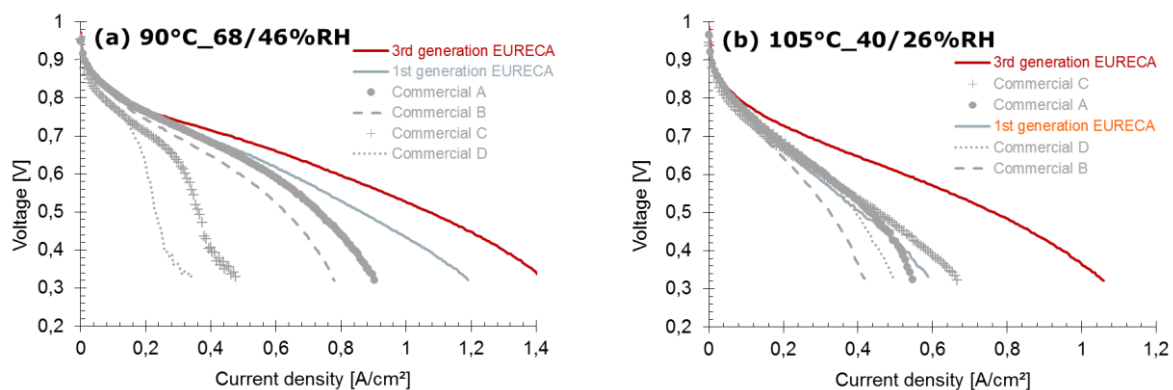 (a) 90°C_68/46%RH
3rd generation EURECA
1st generation EURECA
Commercial A
Commercial B
Commercial C
Commercial D
Voltage [V]
1
0,9
0,8
0,7
0,6
0,5
0,4
0,3
0,2
0
0,2
0,4
0,6
0,8
1
1,2
1,4
Current density [A/cm²]
(b) 105°C_40/26%RH
3rd generation EURECA
Commercial C
Commercial A
1st generation EURECA
Commercial D
Commercial B
Voltage [V]
1
0,9
0,8
0,7
0,6
0,5
0,4
0,3
0,2
0
0,2
0,4
0,6
0,8
1
1,2
Current density [A/cm²]